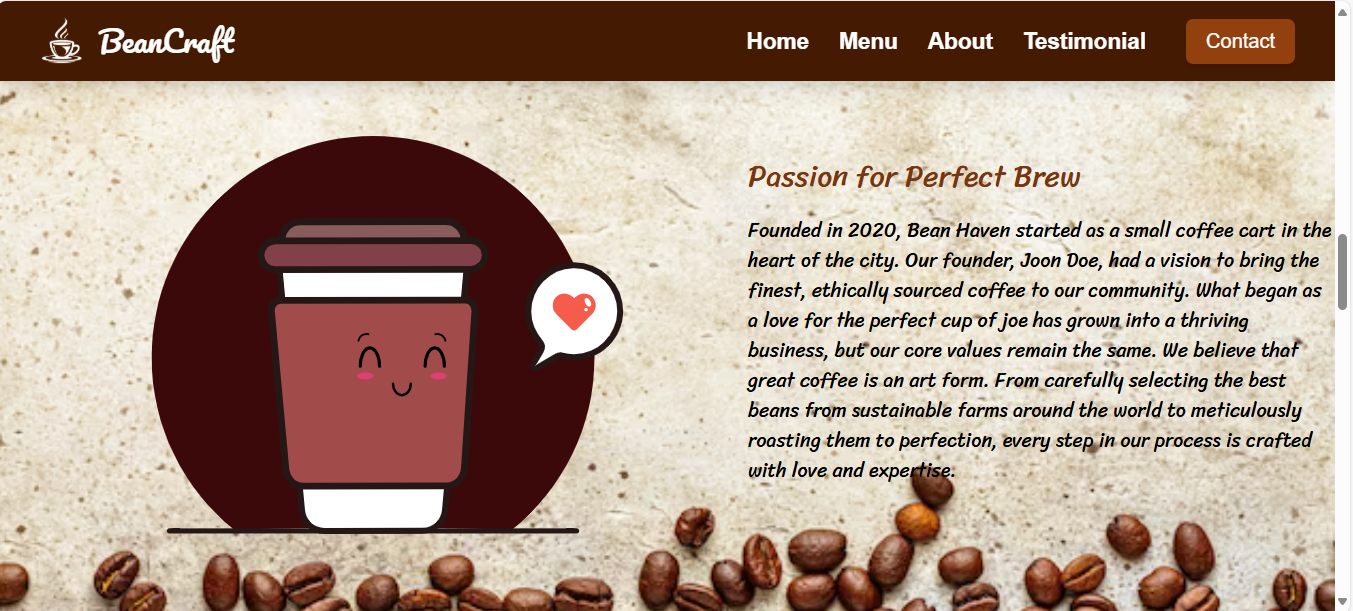 BeanCraft
Home Menu About Testimonial Contact
Passion for Perfect Brew
Founded in 2020, Bean Haven started as a small coffee cart in the
heart of the city. Our founder, Joon Doe, had a vision to bring the
finest, ethically sourced coffee to our community. What began as
a love for the perfect cup of joe has grown into a thriving
business, but our core values remain the same. We believe that
great coffee is an art form. From carefully selecting the best
beans from sustainable farms around the world to meticulously
roasting them to perfection, every step in our process is crafted
with love and expertise.